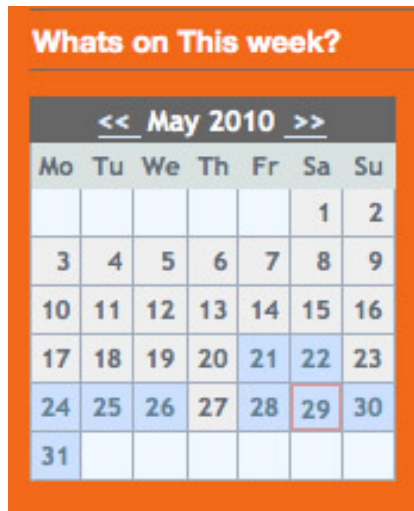 Whats on This week?
<< May 2010 >>
Mo Tu We Th Fr Sa Su
1 2
3 4 5 6 7 8 9
10 11 12 13 14 15 16
17 18 19 20 21 22 23
24 25 26 27 28 29 30
31